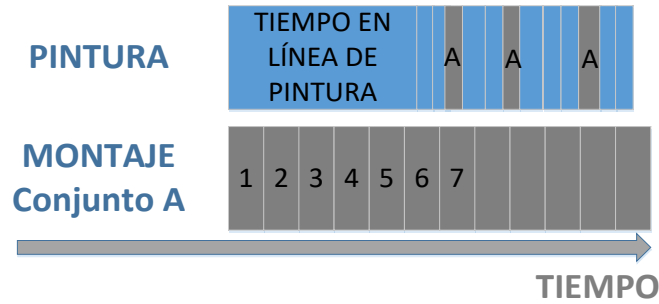 PINTURA
TIEMPO EN
LÍNEA DE
PINTURA
A A A
MONTAJE
Conjunto A
1 2 3 4 5 6 7
TIEMPO